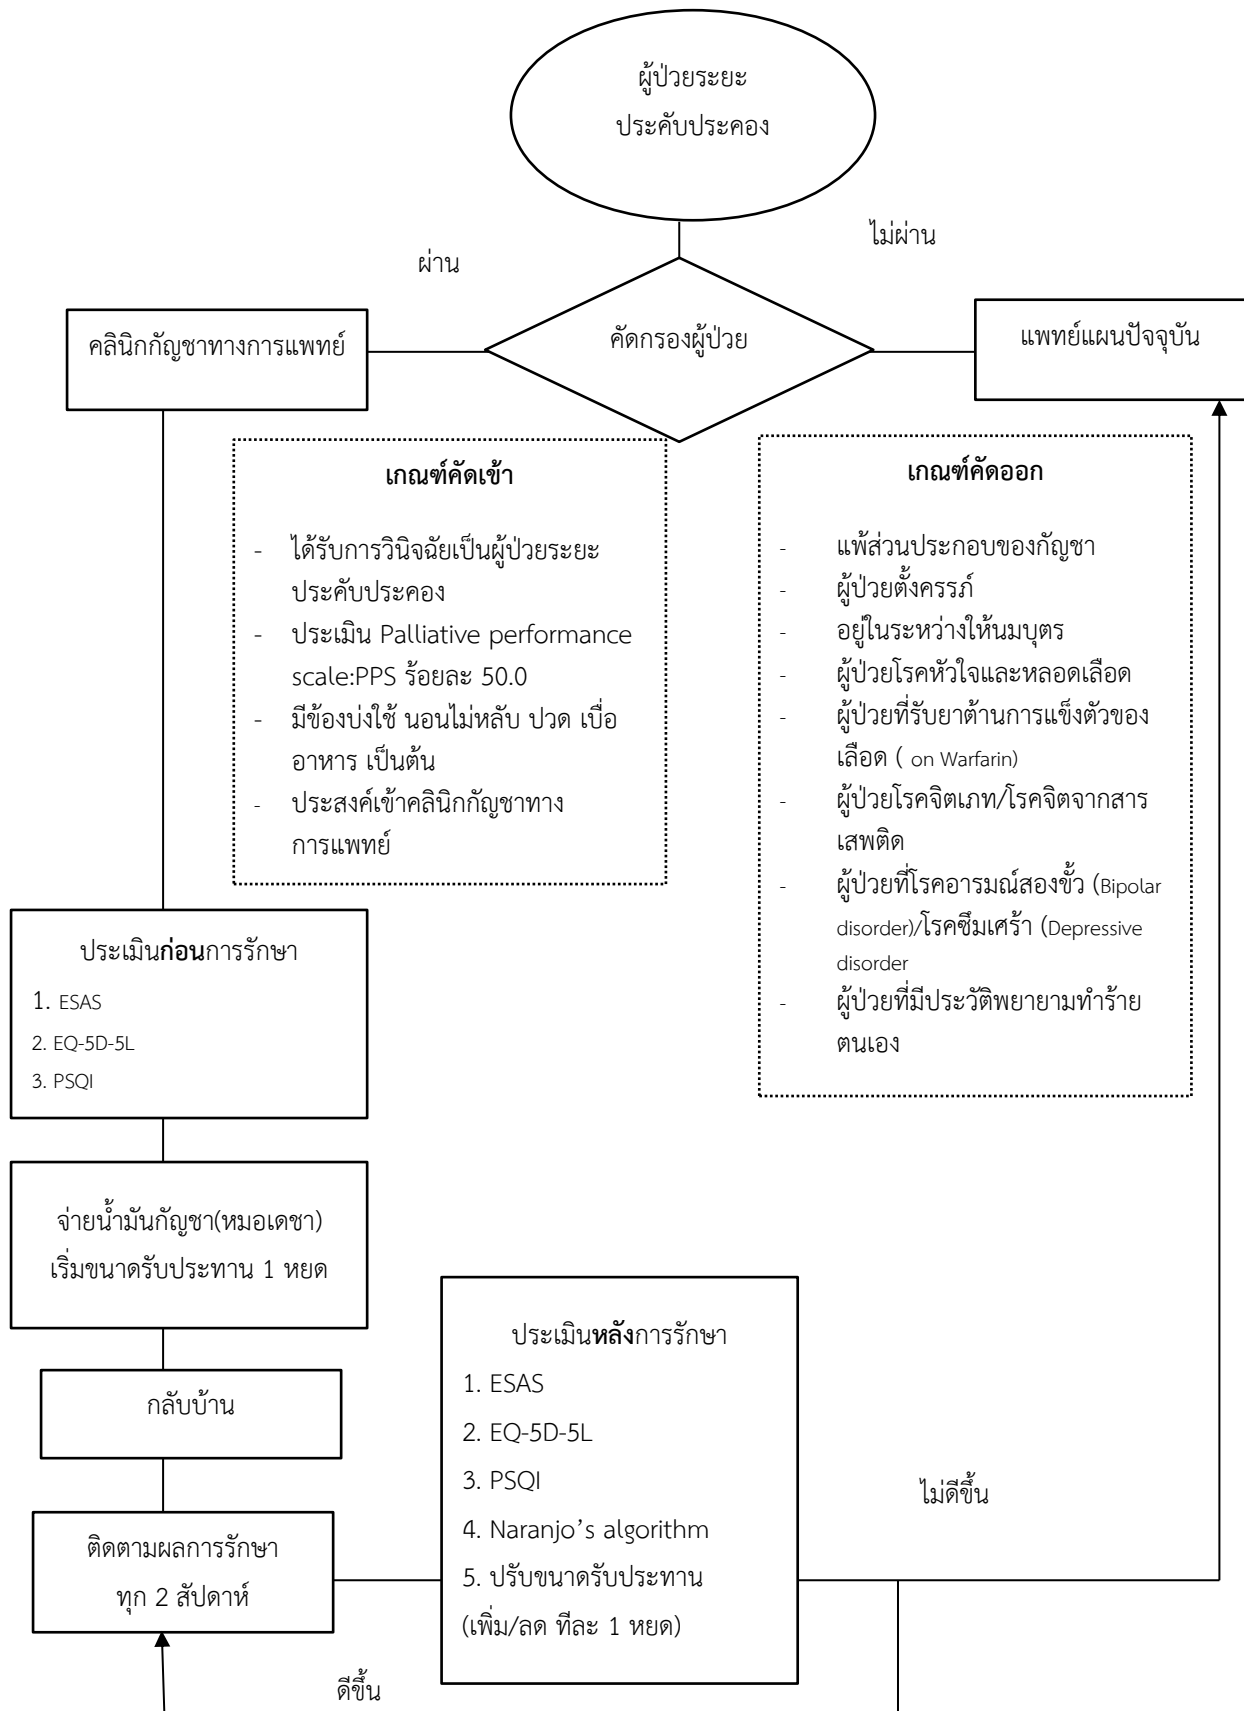 ผู้ป่วยระยะ
ประคับประคอง
ผ่าน
ไม่ผ่าน
คลินิกกัญชาทางการแพทย์
คัดกรองผู้ป่วย
แพทย์แผนปัจจุบัน
เกณฑ์คัดเข้า
- ได้รับการวินิจฉัยเป็นผู้ป่วยระยะ
ประคับประคอง
- ประเมิน Palliative performance
scale:PPS ร้อยละ 50.0
- มีข้องบ่งใช้ นอนไม่หลับ ปวด เบื่อ
อาหาร เป็นต้น
- ประสงค์เข้าคลินิกกัญชาทาง
การแพทย์
เกณฑ์คัดออก
- แพ้ส่วนประกอบของกัญชา
- ผู้ป่วยตั้งครรภ์
- อยู่ในระหว่างให้นมบุตร
- ผู้ป่วยโรคหัวใจและหลอดเลือด
- ผู้ป่วยที่รับยาต้านการแข็งตัวของ
เลือด ( on Warfarin)
- ผู้ป่วยโรคจิตเภท/โรคจิตจากสาร
เสพติด
- ผู้ป่วยที่โรคอารมณ์สองขั้ว (Bipolar
disorder)/โรคซึมเศร้า (Depressive
disorder
- ผู้ป่วยที่มีประวัติพยายามทำร้าย
ตนเอง
ประเมินก่อนการรักษา
1. ESAS
2. EQ-5D-5L
3. PSQI
จ่ายน้ำมันกัญชา(หมอเดชา)
เริ่มขนาดรับประทาน 1 หยด
กลับบ้าน
ติดตามผลการรักษา
ทุก 2 สัปดาห์
ประเมินหลังการรักษา
1. ESAS
2. EQ-5D-5L
3. PSQI
4. Naranjo’s algorithm
5. ปรับขนาดรับประทาน
(เพิ่ม/ลด ทีละ 1 หยด)
ไม่ดีขึ้น
ดีขึ้น